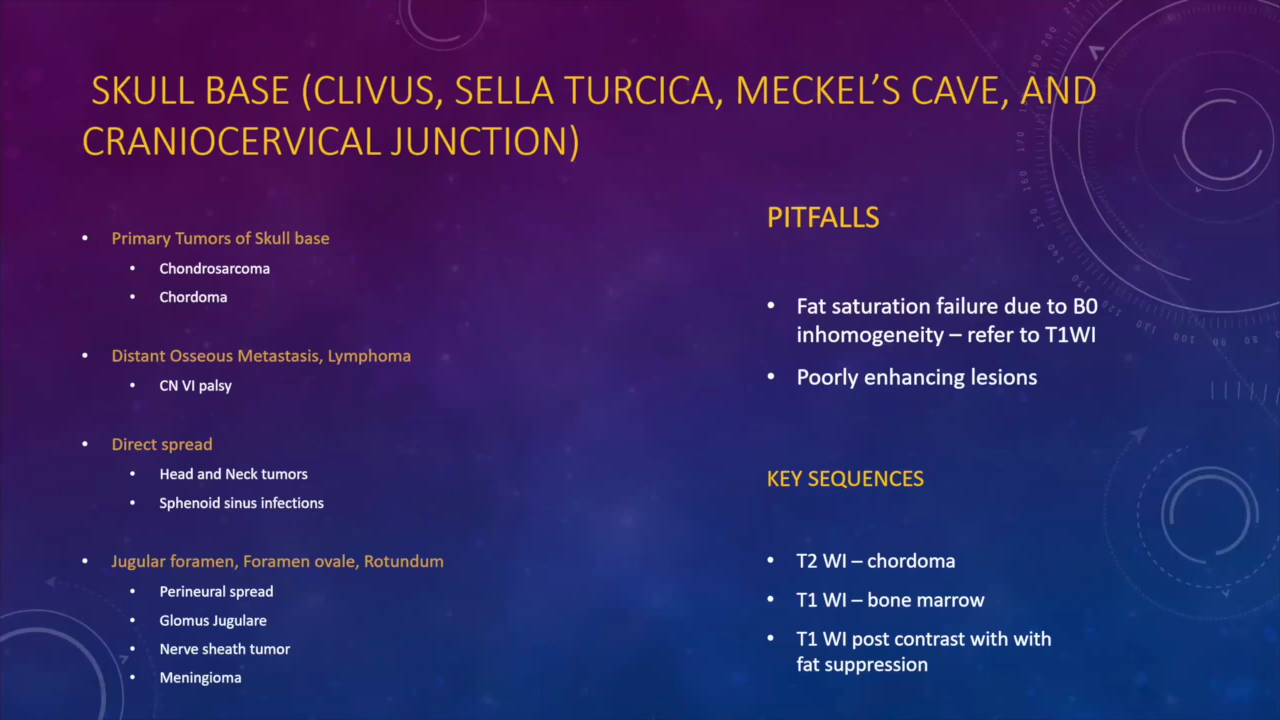 SKULL BASE (CLIVUS, SELLA TURCICA, MECKEL’S CAVE, AND
CRANIOCERVICAL JUNCTION)
• Primary Tumors of Skull base
• Chondrosarcoma
• Chordoma
• Distant Osseous Metastasis, Lymphoma
• CN VI palsy
• Direct spread
• Head and Neck tumors
• Sphenoid sinus infections
• Jugular foramen, Foramen ovale, Rotundum
• Perineural spread
• Glomus Jugulare
• Nerve sheath tumor
• Meningioma
PITFALLS
• Fat saturation failure due to B0
inhomogeneity – refer to T1WI
• Poorly enhancing lesions
KEY SEQUENCES
• T2 WI – chordoma
• T1 WI – bone marrow
• T1 WI post contrast with with
fat suppression